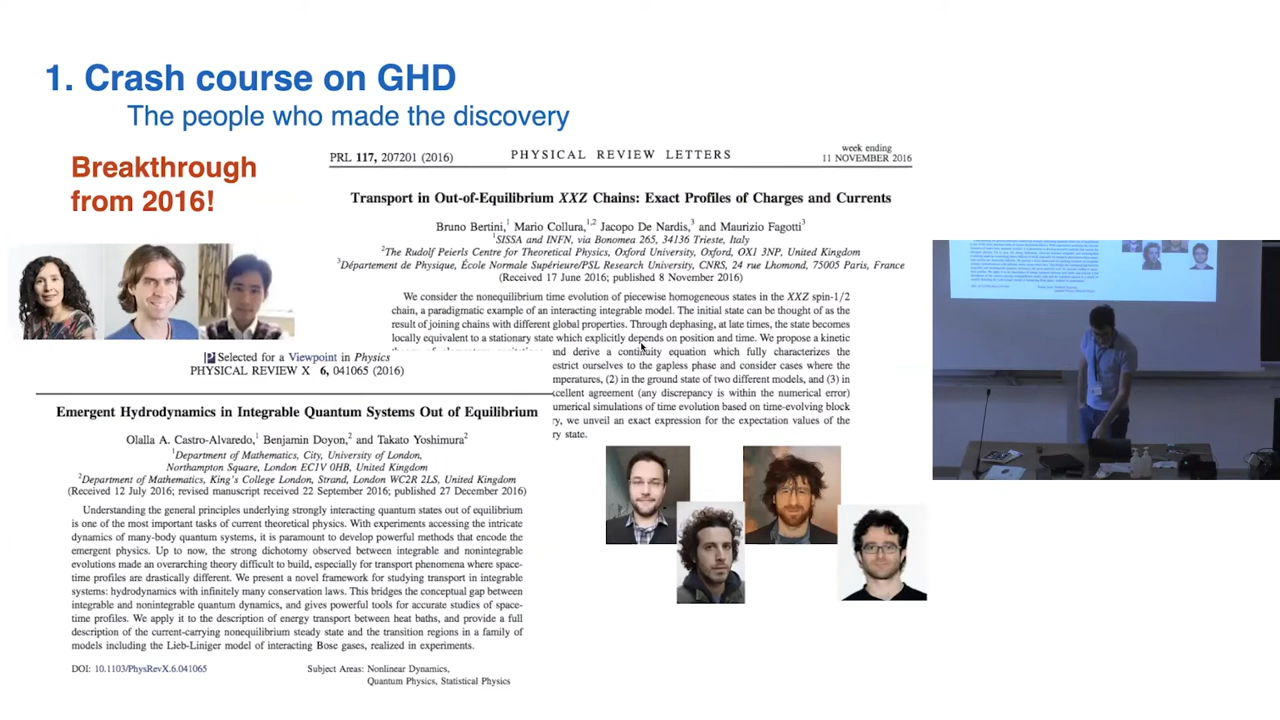 1. Crash course on GHD
The people who made the discovery
Breakthrough
from 2016!
PRL 117, 207201 (2016)
PHYSICAL REVIEW LETTERS
week ending
11 NOVEMBER 2016
Transport in Out-of-Equilibrium XXZ Chains: Exact Profiles of Charges and Currents
Bruno Bertini,1 Mario Collura,1,2 Jacopo De Nardis,3 and Maurizio Fagotti3
1SISSA and INFN, via Bonomea 265, 34136 Trieste, Italy
2The Rudolf Peierls Centre for Theoretical Physics, Oxford, OX1 3NP, United Kingdom
3Département de Physique, École Normale Supérieure/PSL Research University, CNRS, 24 rue Lhomond, 75005 Paris, France
(Received 17 June 2016; published 8 November 2016)
We consider the nonequilibrium time evolution of piecewise homogeneous states in the XXZ spin-1/2
chain, a paradigmatic example of an interacting integrable model. The initial state can be thought of as the
result of joining chains with different global properties. Through dephasing, at late times, the state becomes
locally equivalent to a stationary state which explicitly depends on position and time. We propose a kinetic
and derive a continuity equation which fully characterizes the
estrict ourselves to the gapless phase and consider cases where the
mperatures, (2) in the ground state of two different models, and (3) in
xcellent agreement (any discrepancy is within the numerical error)
umerical simulations of time evolution based on time-evolving block
ry, we unveil an exact expression for the expectation values of the
ry state.
Selected for a Viewpoint in Physics
PHYSICAL REVIEW X 6, 041065 (2016)
Emergent Hydrodynamics in Integrable Quantum Systems Out of Equilibrium
Olalla A. Castro-Alvaredo,1 Benjamin Doyon,2 and Takato Yoshimura2
1Department of Mathematics, City, University of London,
Northampton Square, London EC1V 0HB, United Kingdom
2Department of Mathematics, King's College London, Strand, London WC2R 2LS, United Kingdom
(Received 12 July 2016; revised manuscript received 22 September 2016; published 27 December 2016)
Understanding the general principles underlying strongly interacting quantum states out of equilibrium
is one of the most important tasks of current theoretical physics. With experiments accessing the intricate
dynamics of many-body quantum systems, it is paramount to develop powerful methods that encode the
emergent physics. Up to now, the strong dichotomy observed between integrable and nonintegrable
evolutions made an overarching theory difficult to build, especially for transport phenomena where space-
time profiles are drastically different. We present a novel framework for studying transport in integrable
systems: hydrodynamics with infinitely many conservation laws. This bridges the conceptual gap between
integrable and nonintegrable quantum dynamics, and gives powerful tools for accurate studies of space-
time profiles. We apply it to the description of energy transport between heat baths, and provide a full
description of the current-carrying nonequilibrium steady state and the transition regions in a family of
models including the Lieb-Liniger model of interacting Bose gases, realized in experiments.
DOI: 10.1103/PhysRevX.6.041065
Subject Areas: Nonlinear Dynamics,
Quantum Physics, Statistical Physics